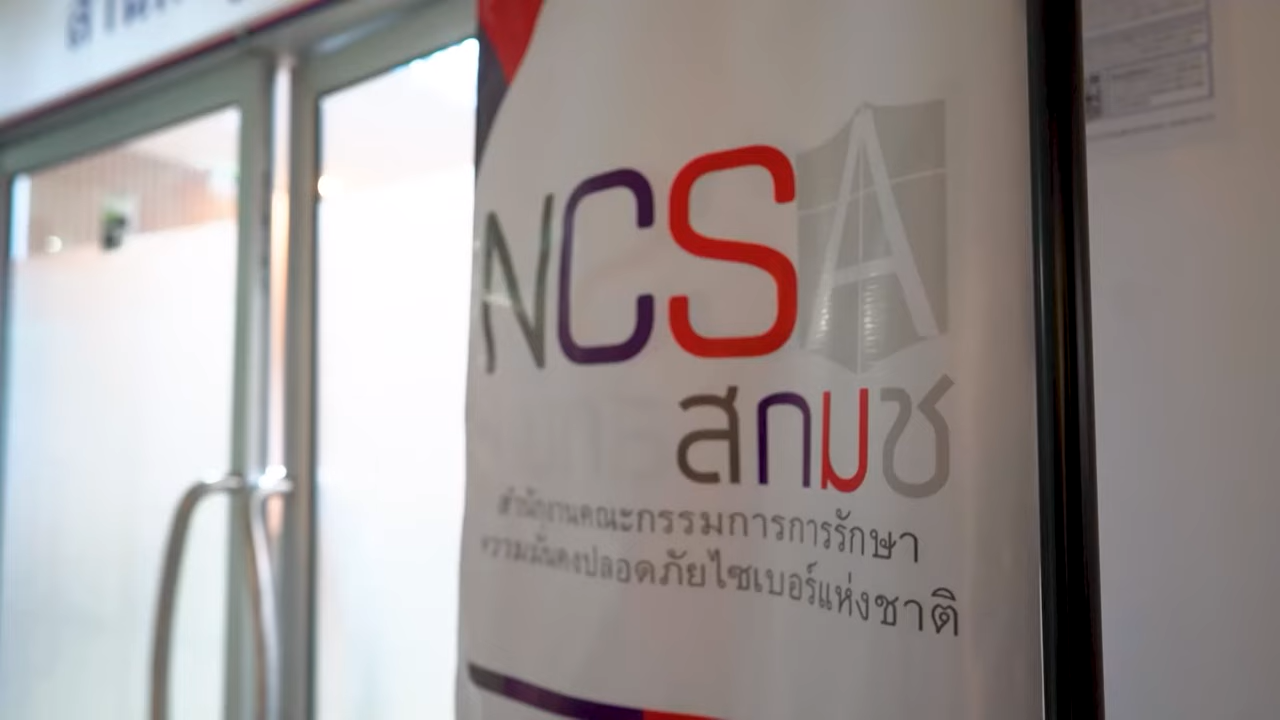 NCSA
สกมช
สำนักงานคณะกรรมการการรักษา
ความมั่นคงปลอดภัยไซเบอร์แห่งชาติ